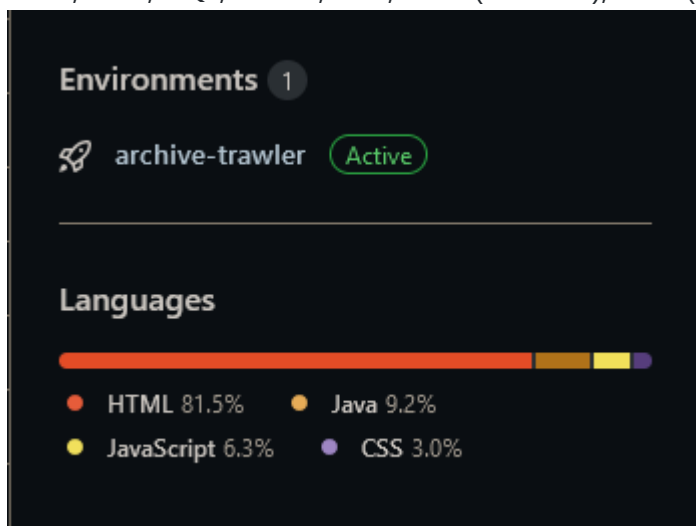 Environments 1
archive-trawler Active
Languages
HTML 81.5% Java 9.2%
JavaScript 6.3% CSS 3.0%